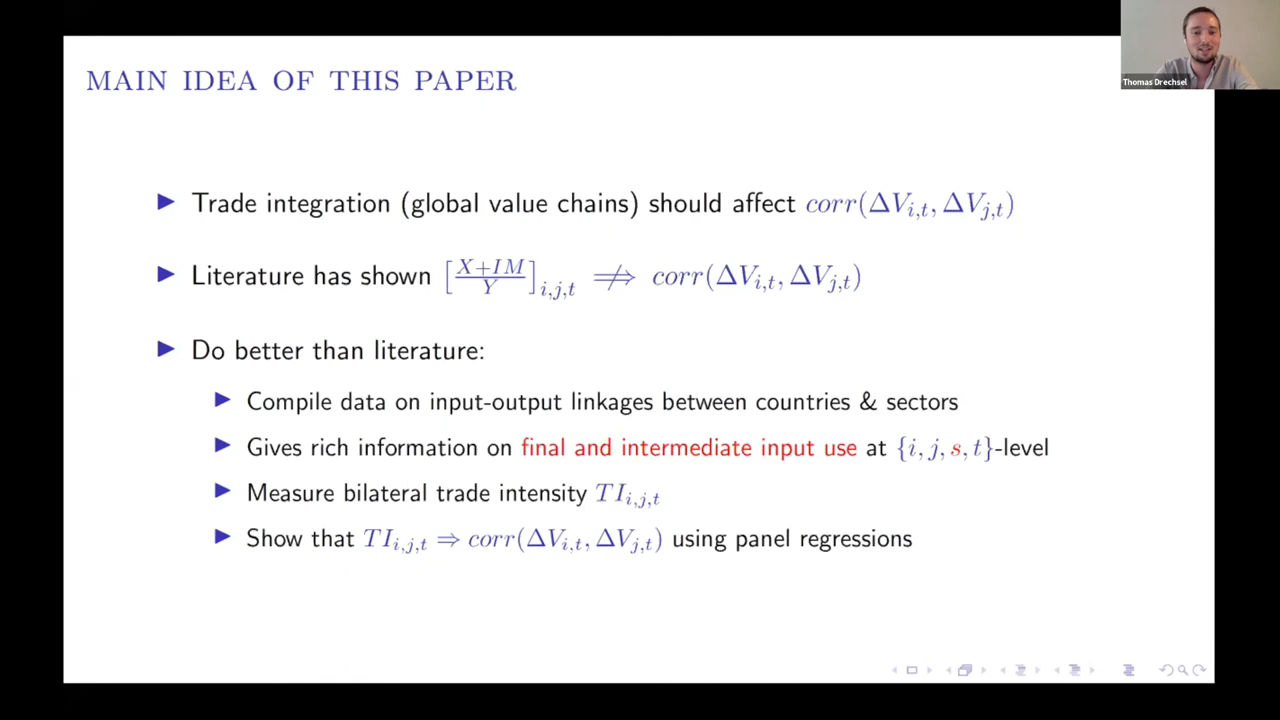 Thomas Drechsel
MAIN IDEA OF THIS PAPER
▶ Trade integration (global value chains) should affect corr(ΔV_{i,t}, ΔV_{j,t})
▶ Literature has shown [\frac{X+IM}{Y}]_{i,j,t} ⇏ corr(ΔV_{i,t}, ΔV_{j,t})
▶ Do better than literature:
▶ Compile data on input-output linkages between countries & sectors
▶ Gives rich information on final and intermediate input use at {i, j, s, t}-level
▶ Measure bilateral trade intensity TI_{i,j,t}
▶ Show that TI_{i,j,t} ⇒ corr(ΔV_{i,t}, ΔV_{j,t}) using panel regressions